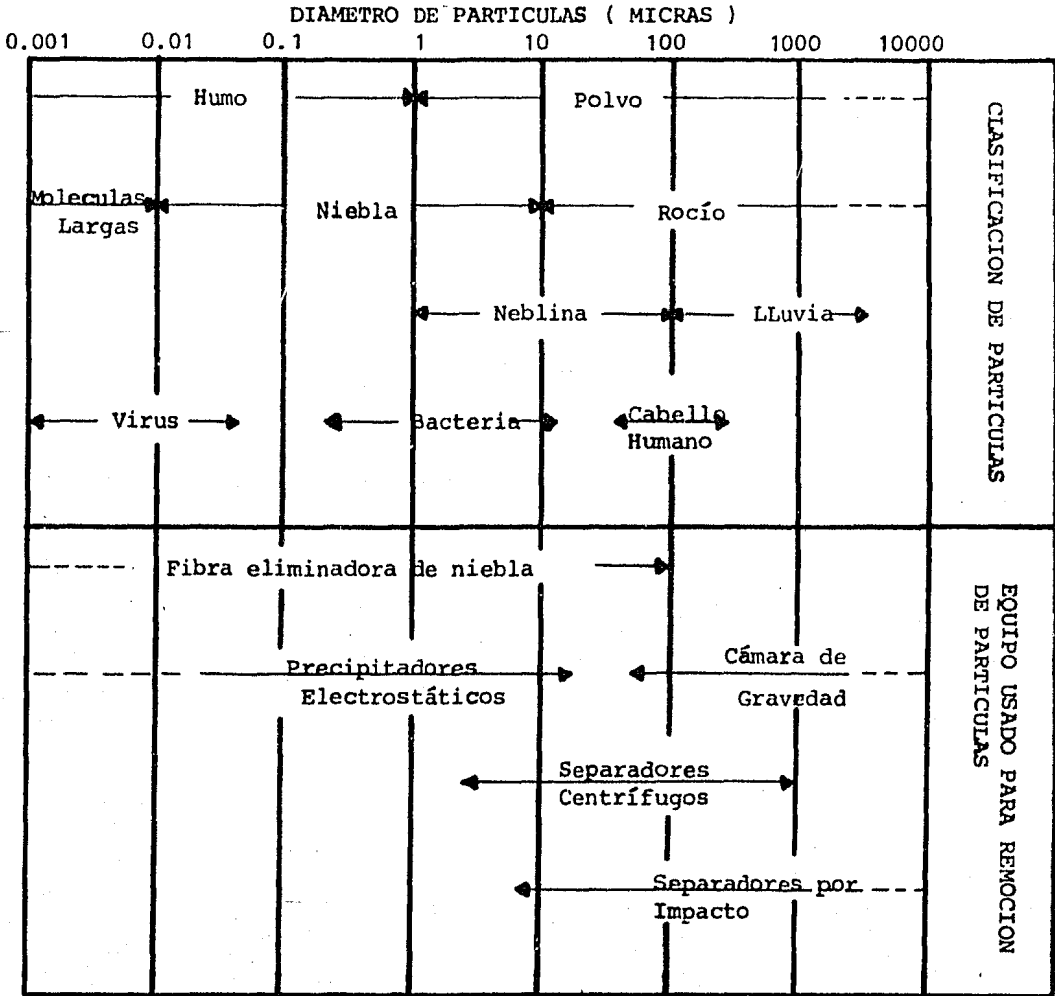 DIAMETRO DE PARTICULAS ( MICRAS )
0.001 0.01 0.1 1 10 100 1000 10000
Humo Polvo
Moleculas
Largas
Niebla Rocío
Neblina LLuvia
Virus Bacteria Cabello
Humano
CLASIFICACION DE PARTICULAS
Fibra eliminadora de niebla
Precipitadores
Electrostáticos
Cámara de
Gravedad
Separadores
Centrífugos
Separadores por
Impacto
EQUIPO USADO PARA REMOCION
DE PARTICULAS